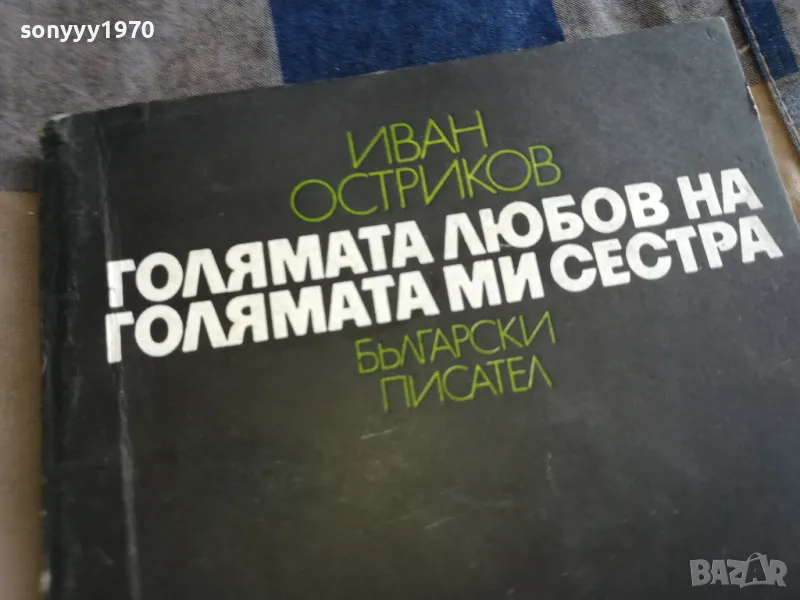 sonyyy1970
ИВАН
ОСТРИКОВ
ГОЛЯМАТА ЛЮБОВ НА
ГОЛЯМАТА МИ СЕСТРА
БЪЛГАРСКИ
ПИСАТЕЛ
BAZAR